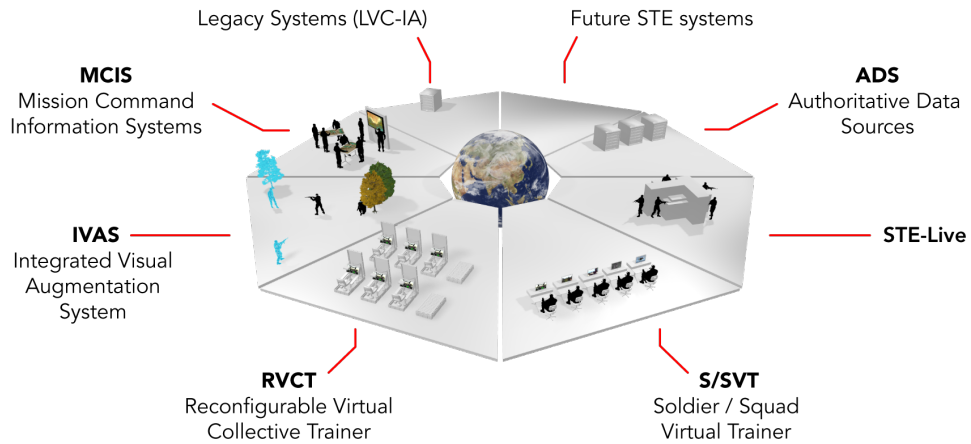 Legacy Systems (LVC-IA)
Future STE systems
MCIS
Mission Command
Information Systems
ADS
Authoritative Data
Sources
IVAS
Integrated Visual
Augmentation
System
STE-Live
RVCT
Reconfigurable Virtual
Collective Trainer
S/SVT
Soldier / Squad
Virtual Trainer